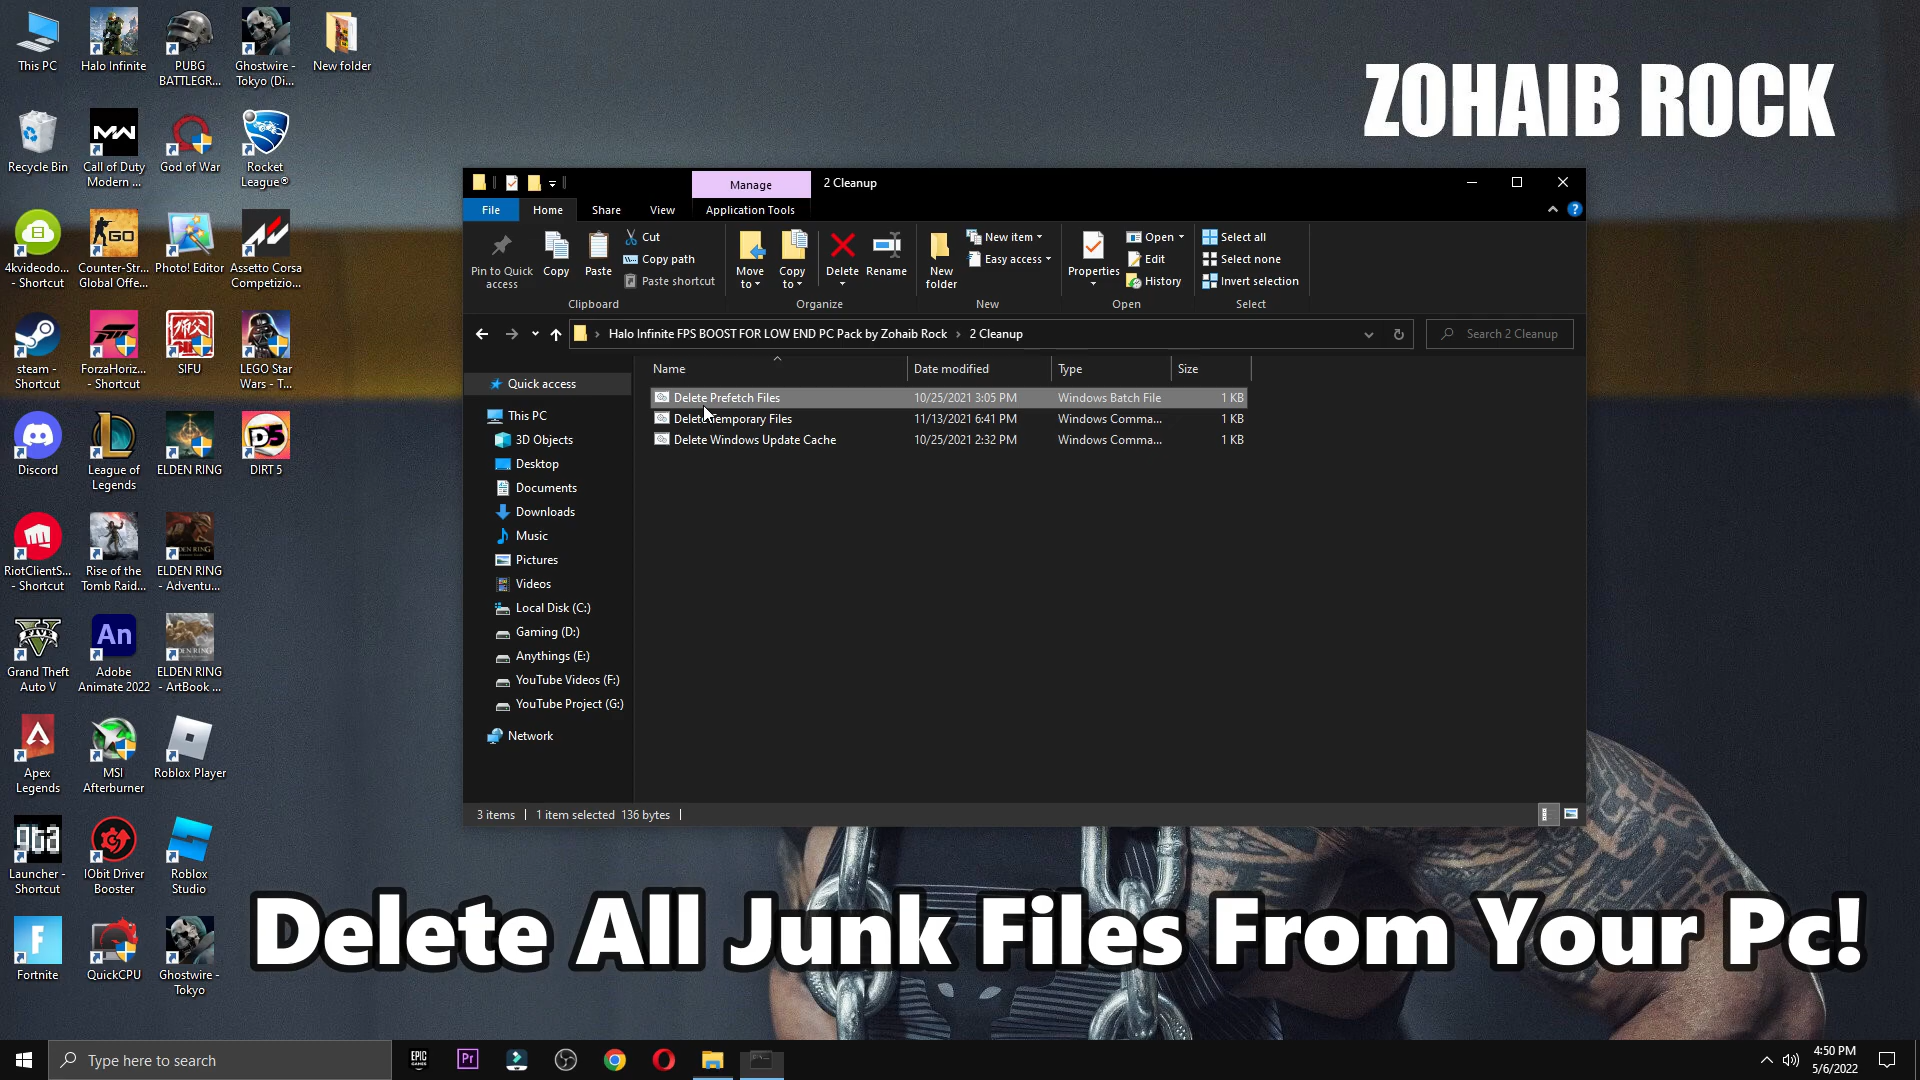 This PC
Halo Infinite
PUBG
BATTLEGR...
Ghostwire -
Tokyo (Di...
New folder
ZOHAIB ROCK
Recycle Bin
Call of Duty
Modern ...
God of War
Rocket
League®
4kvideodo...
- Shortcut
Counter-Str...
Global Offe...
Photo! Editor
Assetto Corsa
Competizio...
steam -
Shortcut
ForzaHoriz...
- Shortcut
SIFU
LEGO Star
Wars - T...
Discord
League of
Legends
ELDEN RING
DIRT 5
RiotClientS...
- Shortcut
Rise of the
Tomb Raid...
ELDEN RING
- Adventu...
Grand Theft
Auto V
Adobe
Animate 2022
ELDEN RING
- ArtBook ...
Apex
Legends
MSI
Afterburner
Roblox Player
Launcher -
Shortcut
IObit Driver
Booster
Roblox
Studio
Fortnite
QuickCPU
Ghostwire -
Tokyo
Manage
2 Cleanup
File
Home
Share
View
Application Tools
Pin to Quick
access
Copy
Paste
Cut
Copy path
Paste shortcut
Clipboard
Move
to
Copy
to
Delete
Rename
Organize
New
folder
New item
Easy access
New
Properties
Open
Edit
History
Open
Select all
Select none
Invert selection
Select
Halo Infinite FPS BOOST FOR LOW END PC Pack by Zohaib Rock > 2 Cleanup
Search 2 Cleanup
Name Date modified Type Size
Delete Prefetch Files 10/25/2021 3:05 PM Windows Batch File 1 KB
Delete Temporary Files 11/13/2021 6:41 PM Windows Comma... 1 KB
Delete Windows Update Cache 10/25/2021 2:32 PM Windows Comma... 1 KB
Quick access
This PC
3D Objects
Desktop
Documents
Downloads
Music
Pictures
Videos
Local Disk (C:)
Gaming (D:)
Anythings (E:)
YouTube Videos (F:)
YouTube Project (G:)
Network
3 items
1 item selected 136 bytes
Delete All Junk Files From Your Pc!
Type here to search
EPIC
GAMES
Pr
4:50 PM
5/6/2022